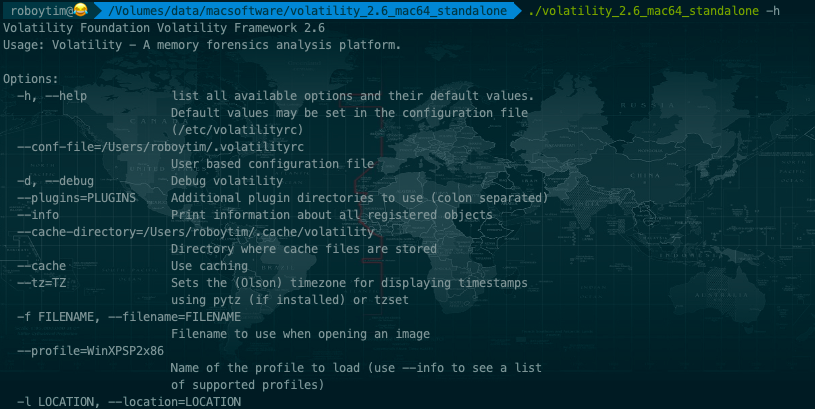 roboytim@😂 /Volumes/data/macsoftware/volatility_2.6_mac64_standalone ./volatility_2.6_mac64_standalone -h
Volatility Foundation Volatility Framework 2.6
Usage: Volatility - A memory forensics analysis platform.
Options:
-h, --help list all available options and their default values.
Default values may be set in the configuration file
(/etc/volatilityrc)
--conf-file=/Users/roboytim/.volatilityrc
User based configuration file
-d, --debug Debug volatility
--plugins=PLUGINS Additional plugin directories to use (colon separated)
--info Print information about all registered objects
--cache-directory=/Users/roboytim/.cache/volatility
Directory where cache files are stored
--cache Use caching
--tz=TZ Sets the (Olson) timezone for displaying timestamps
using pytz (if installed) or tzset
-f FILENAME, --filename=FILENAME
Filename to use when opening an image
--profile=WinXPSP2x86
Name of the profile to load (use --info to see a list
of supported profiles)
-l LOCATION, --location=LOCATION
CANADA
RUSSIA
CHINA
INDONESIA
AUSTRALIA